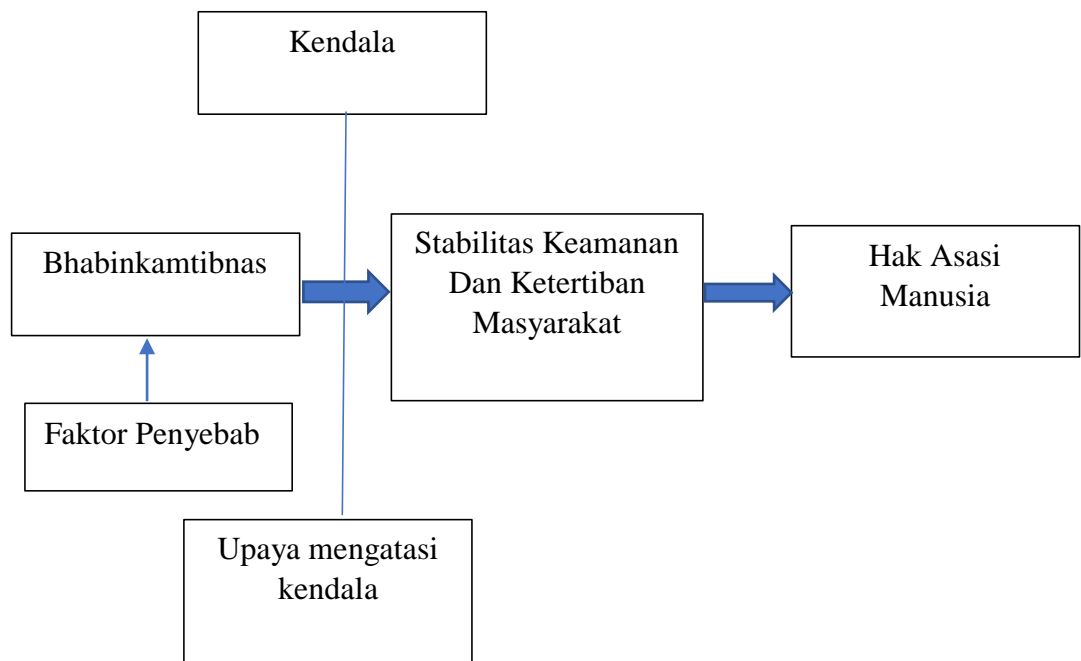 Kendala
Bhabinkamtibnas
Stabilitas Keamanan
Dan Ketertiban
Masyarakat
Hak Asasi
Manusia
Faktor Penyebab
Upaya mengatasi
kendala